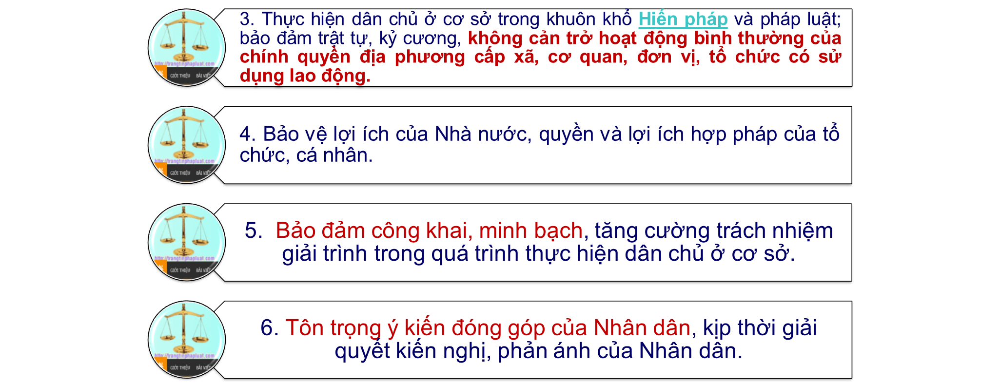 3. Thực hiện dân chủ ở cơ sở trong khuôn khổ Hiến pháp và pháp luật;
bảo đảm trật tự, kỷ cương, không cản trở hoạt động bình thường của
chính quyền địa phương cấp xã, cơ quan, đơn vị, tổ chức có sử
dụng lao động.
http://trangtinphapluat.com
GIỚI THIỆU BÀI VIẾT
4. Bảo vệ lợi ích của Nhà nước, quyền và lợi ích hợp pháp của tổ
chức, cá nhân.
http://trangtinphapluat.com
GIỚI THIỆU BÀI VIẾT
5. Bảo đảm công khai, minh bạch, tăng cường trách nhiệm
giải trình trong quá trình thực hiện dân chủ ở cơ sở.
http://trangtinphapluat.com
GIỚI THIỆU BÀI VIẾT
6. Tôn trọng ý kiến đóng góp của Nhân dân, kịp thời giải
quyết kiến nghị, phản ánh của Nhân dân.
http://trangtinphapluat.com
GIỚI THIỆU BÀI VIẾT